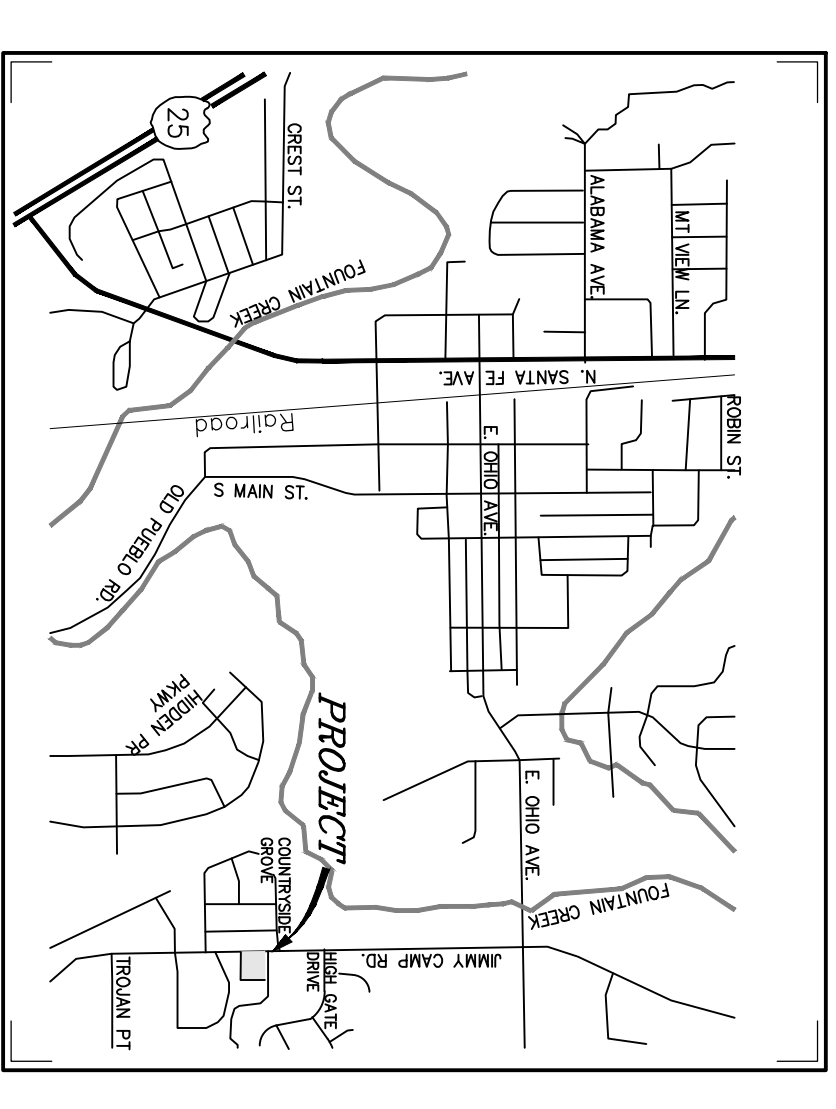 25
CREST ST.
FOUNTAIN CREEK
ALABAMA AVE.
MT VIEW LN.
N. SANTA FE AVE.
Railroad
ROBIN ST.
E. OHIO AVE.
S MAIN ST.
OLD PUEBLO RD.
HIDDEN PR
PKWY
PROJECT
E. OHIO AVE.
COUNTRYSIDE
GROVE
FOUNTAIN CREEK
JIMMY CAMP RD.
HIGH GATE
DRIVE
TROJAN PT